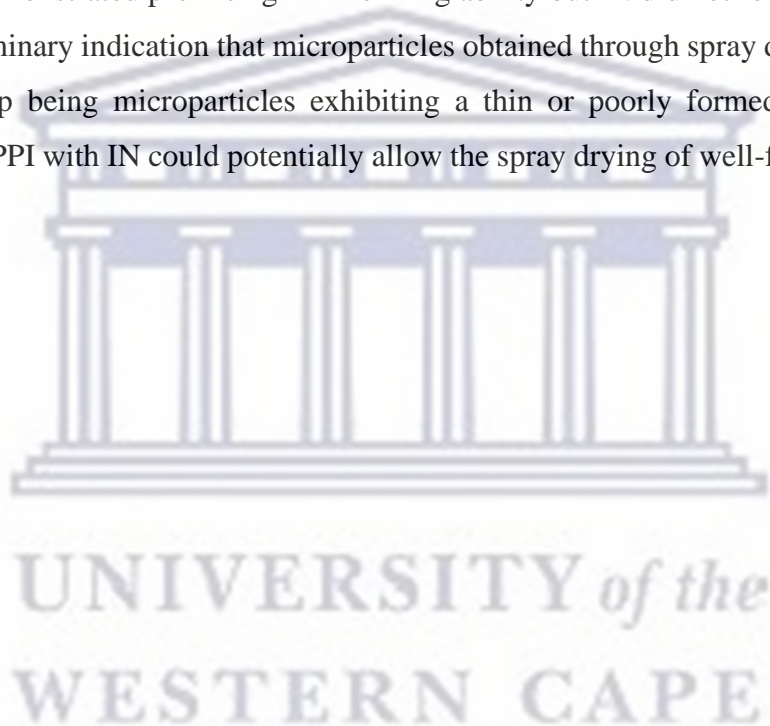 minary indication that microparticles obtained through spray
p being microparticles exhibiting a thin or poorly formed
PPI with IN could potentially allow the spray drying of
UNIVERSITY of the
WESTERN CAPE